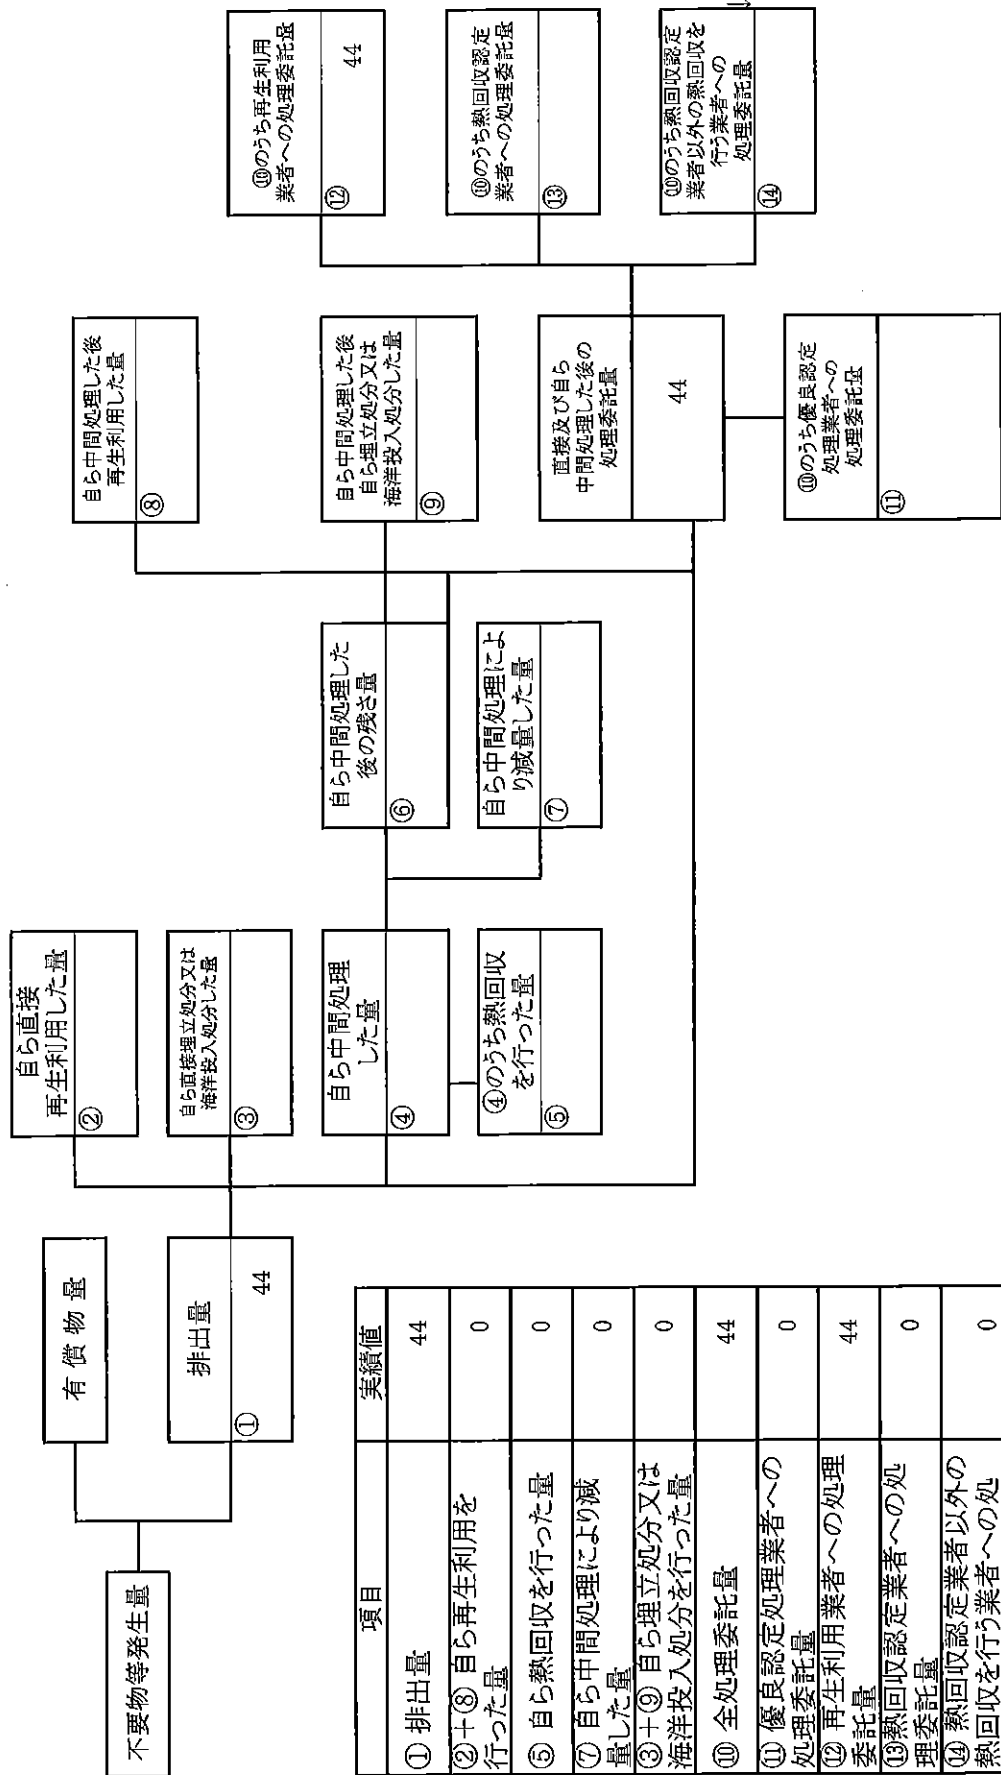 不要物等発生量
有償物量
排出量
①
44
自ら直接
再生利用した量
②
自ら直接埋立処分又は
海洋投入処分した量
③
自ら中間処理
した量
④
④のうち熱回収
を行った量
⑤
自ら中間処理した
後の残さ量
⑥
自ら中間処理によ
り減量した量
⑦
自ら中間処理した後
再生利用した量
⑧
自ら中間処理した後
自ら埋立処分又は
海洋投入処分した量
⑨
直接及び自ら
中間処理した後の
処理委託量
44
⑩のうち優良認定
処理業者への
処理委託量
⑪
⑩のうち再生利用
業者への処理委託量
⑫
44
⑩のうち熱回収認定
業者への処理委託量
⑬
⑩のうち熱回収認定
業者以外の熱回収を
行う業者への
処理委託量
⑭
項目 実績値
① 排出量 44
②+⑧ 自ら再生利用を
行った量 0
⑤ 自ら熱回収を行った量 0
⑦ 自ら中間処理により減
量した量 0
③+⑨ 自ら埋立処分又は
海洋投入処分を行った量 0
⑩ 全処理委託量 44
⑪ 優良認定処理業者への
処理委託量 0
⑫ 再生利用業者への処理
委託量 44
⑬熱回収認定業者への処
理委託量 0
⑭ 熱回収認定業者以外の
熱回収を行う業者への処 0